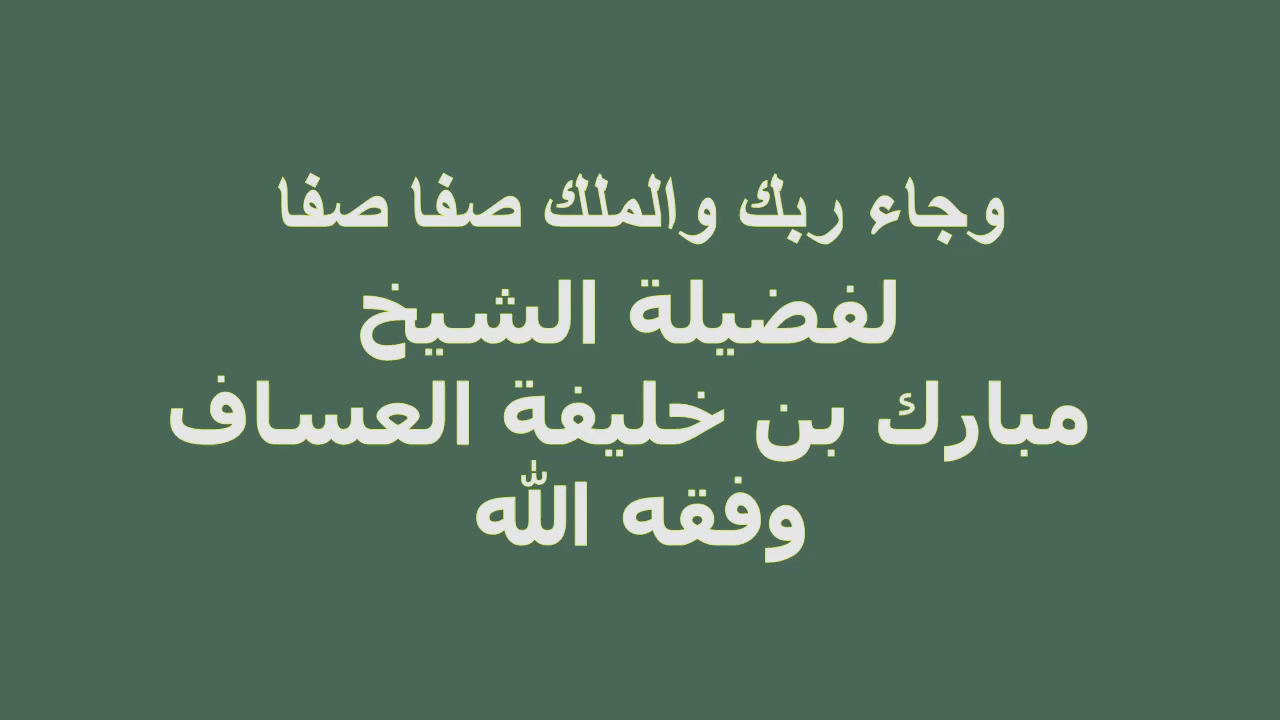 وجاء ربك والملك صفا صفا
لفضيلة الشيخ
مبارك بن خليفة العساف
وفقه الله